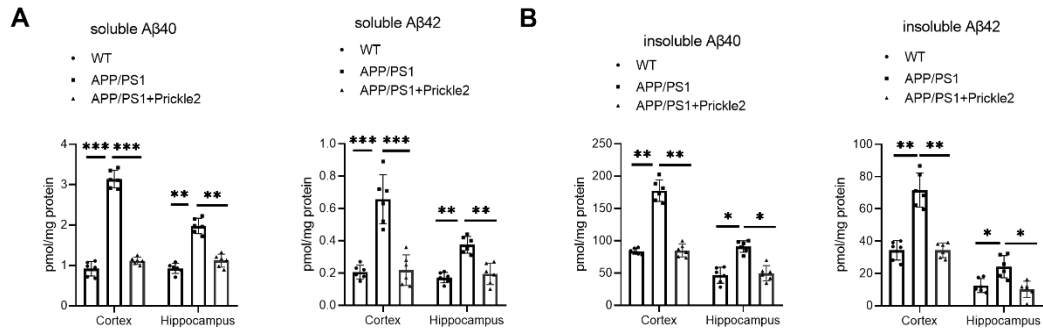 A
soluble Aβ40
WT
APP/PS1
APP/PS1+Prickle2
pmol/mg protein
4
3
2
1
0
*** ***
** **
Cortex Hippocampus
soluble Aβ42
WT
APP/PS1
APP/PS1+Prickle2
pmol/mg protein
1.0
0.8
0.6
0.4
0.2
0.0
*** ***
** **
Cortex Hippocampus
B
insoluble Aβ40
WT
APP/PS1
APP/PS1+Prickle2
pmol/mg protein
250
200
150
100
50
0
** **
* *
Cortex Hippocampus
insoluble Aβ42
WT
APP/PS1
APP/PS1+Prickle2
pmol/mg protein
100
80
60
40
20
0
** **
* *
Cortex Hippocampus